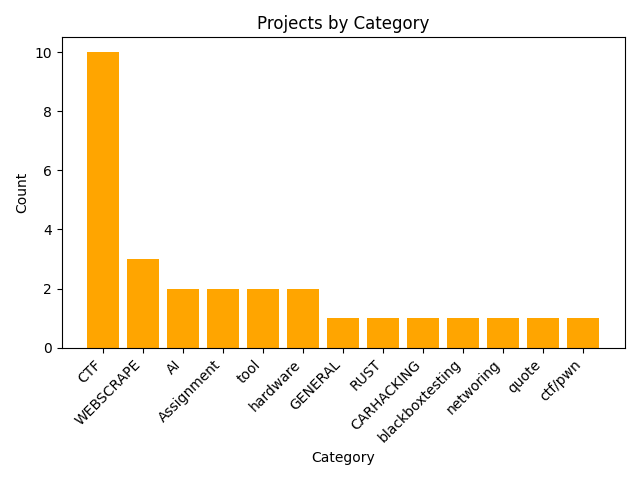 Projects by Category
Count
10
8
6
4
2
0
CTF
WEBSCRAPE
AI
Assignment
tool
hardware
GENERAL
RUST
CARHACKING
blackboxtesting
networing
quote
ctf/pwn
Category